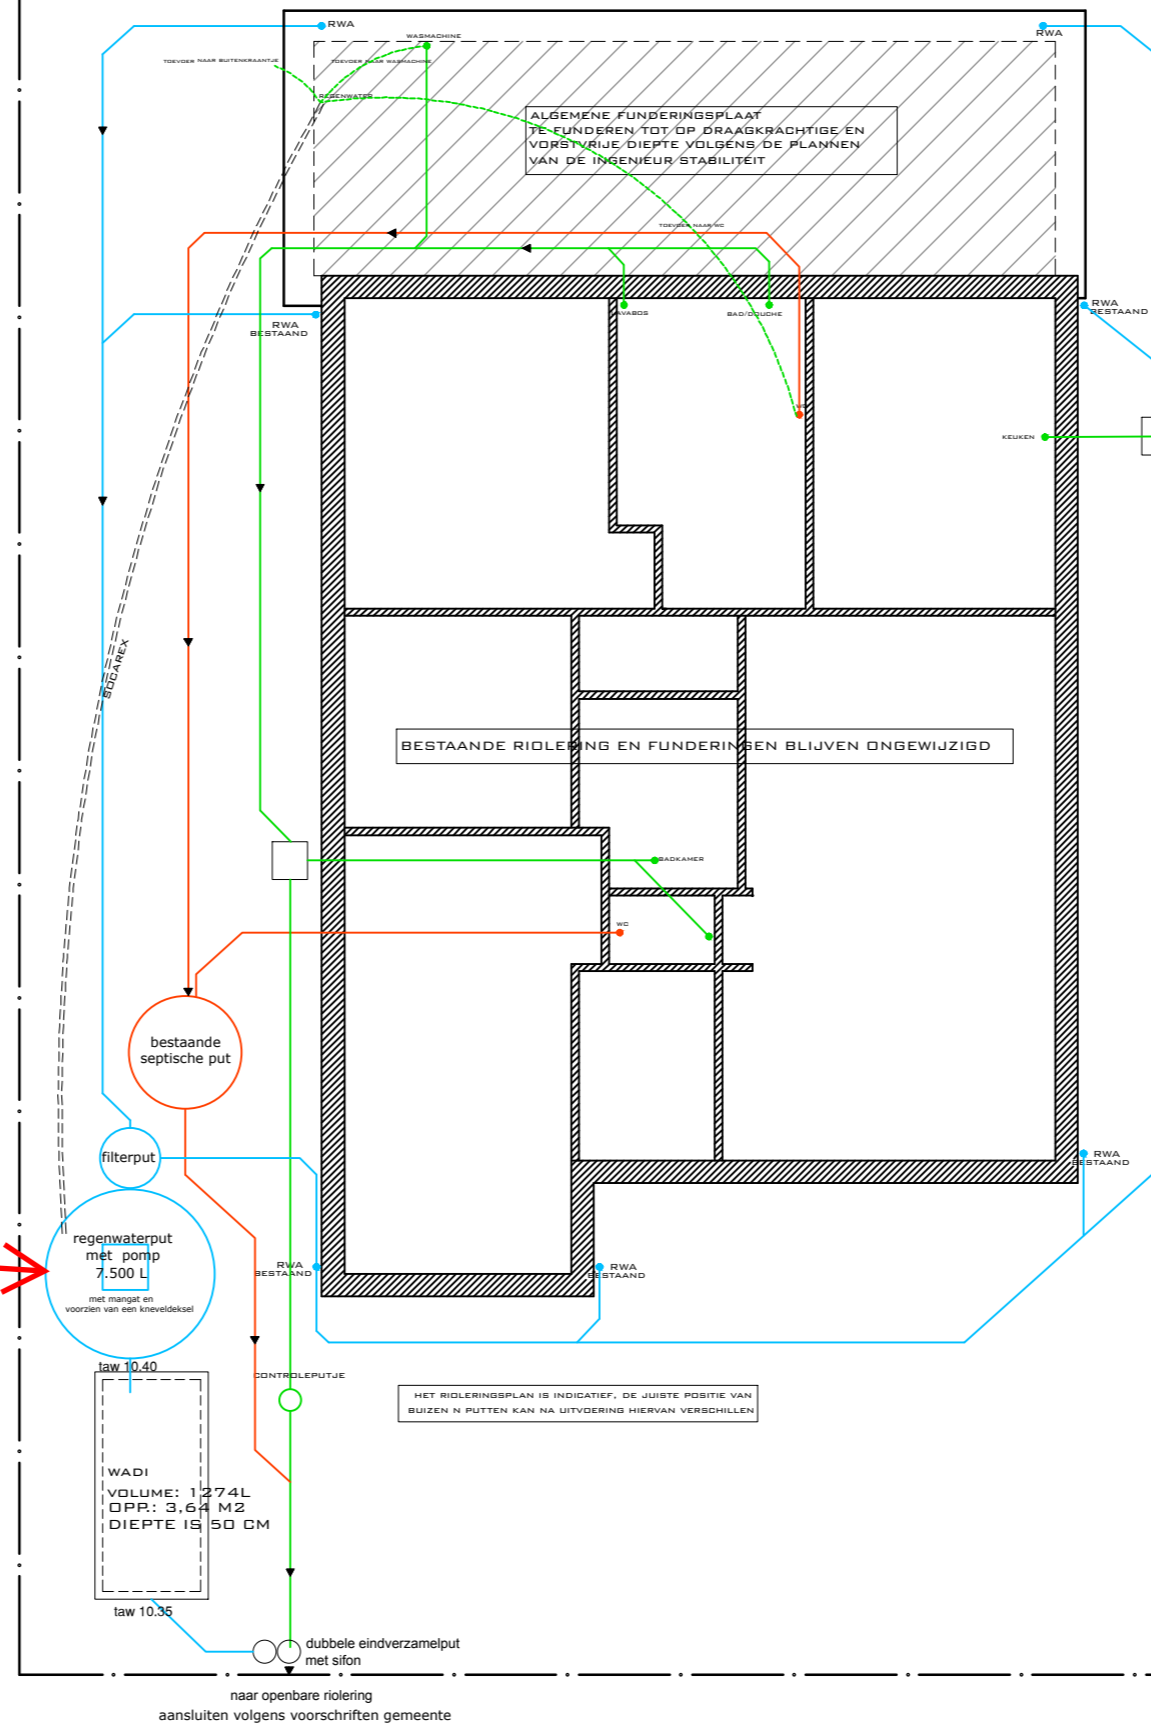 RWA
RWA
WASMACHINE
TOEVOER NAAR BUITENKRAANTJE
TOEVOER NAAR WASMACHINE
REGENWATER
ALGEMENE FUNDERINGSPLAAT
TE FUNDEREN TOT OP DRAAGKRACHTIGE EN
VORSTVRIJE DIEPTE VOLGENS DE PLANNEN
VAN DE INGENIEUR STABILITEIT
TOEVOER NAAR WC
RWA
BESTAAND
LAVABOS
BAD/DOUCHE
RWA
BESTAAND
WC
KEUKEN
SOCAREX
BESTAANDE RIOLERING EN FUNDERINGEN BLIJVEN ONGEWIJZIGD
BADKAMER
WC
bestaande
septische put
filterput
RWA
BESTAAND
regenwaterput
met pomp
7.500 L
met mangat en
voorzien van een kneveldeksel
RWA
BESTAAND
RWA
BESTAAND
taw 10.40
CONTROLEPUTJE
HET RIOLERINGSPLAN IS INDICATIEF, DE JUISTE POSITIE VAN
BUIZEN N PUTTEN KAN NA UITVOERING HIERVAN VERSCHILLEN
WADI
VOLUME: 1274L
OPP.: 3,64 M2
DIEPTE IS 50 CM
taw 10.35
dubbele eindverzamelput
met sifon
naar openbare riolering
aansluiten volgens voorschriften gemeente